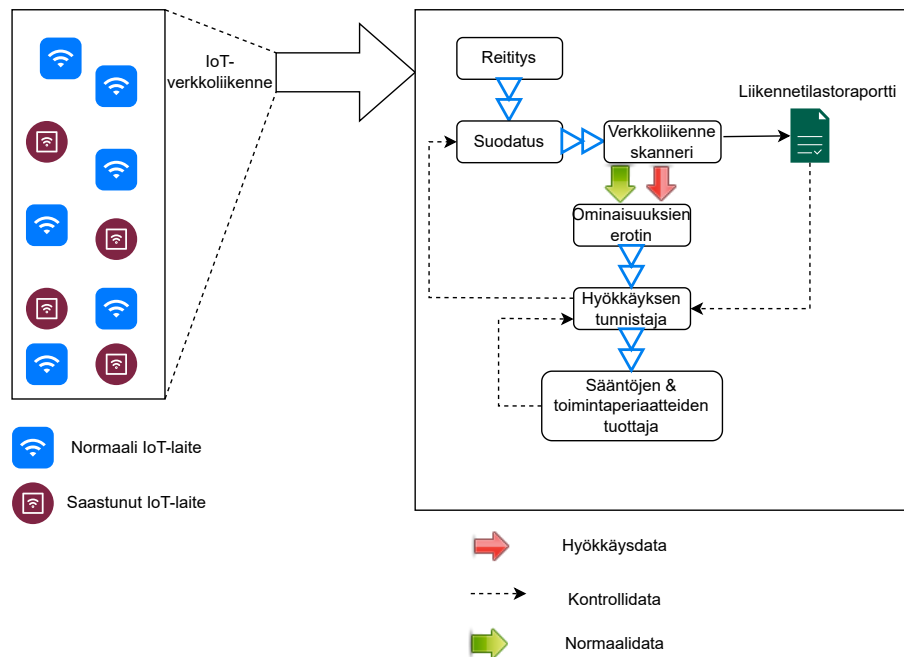 IoT-
verkkoliikenne
Reititys
Suodatus
Verkkoliikenne
skanneri
Liikennetilastoraportti
Ominaisuuksien
erotin
Hyökkäyksen
tunnistaja
Sääntöjen &
toimintaperiaatteiden
tuottaja
Normaali IoT-laite
Saastunut IoT-laite
Hyökkäysdata
Kontrollidata
Normaalidata